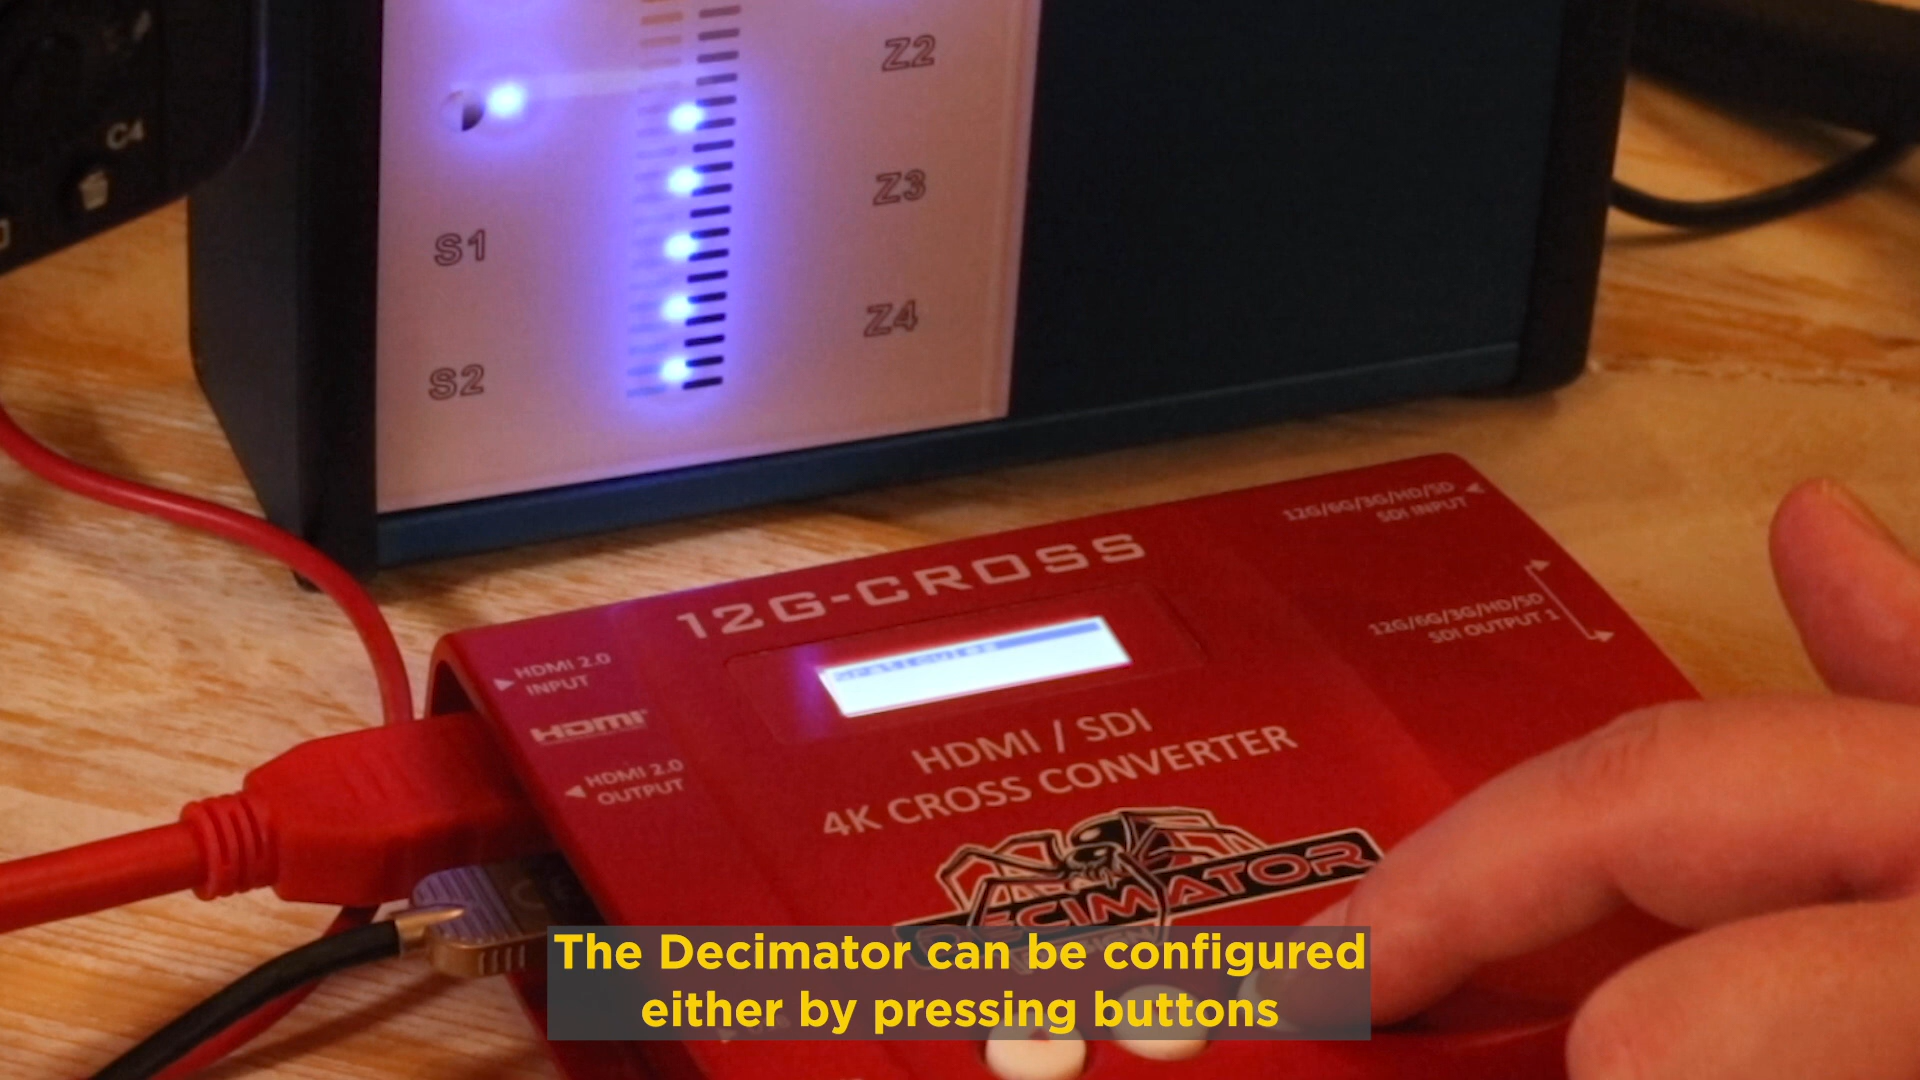 C4
Z2
Z3
S1
Z4
S2
12G/6G/3G/HD/SD
SDI INPUT
12G-CROSS
12G/6G/3G/HD/SD
SDI OUTPUT 1
HDMI 2.0
INPUT
HDMI
HDMI 2.0
OUTPUT
HDMI / SDI
4K CROSS CONVERTER
DECIMATOR
The Decimator can be configured
either by pressing buttons